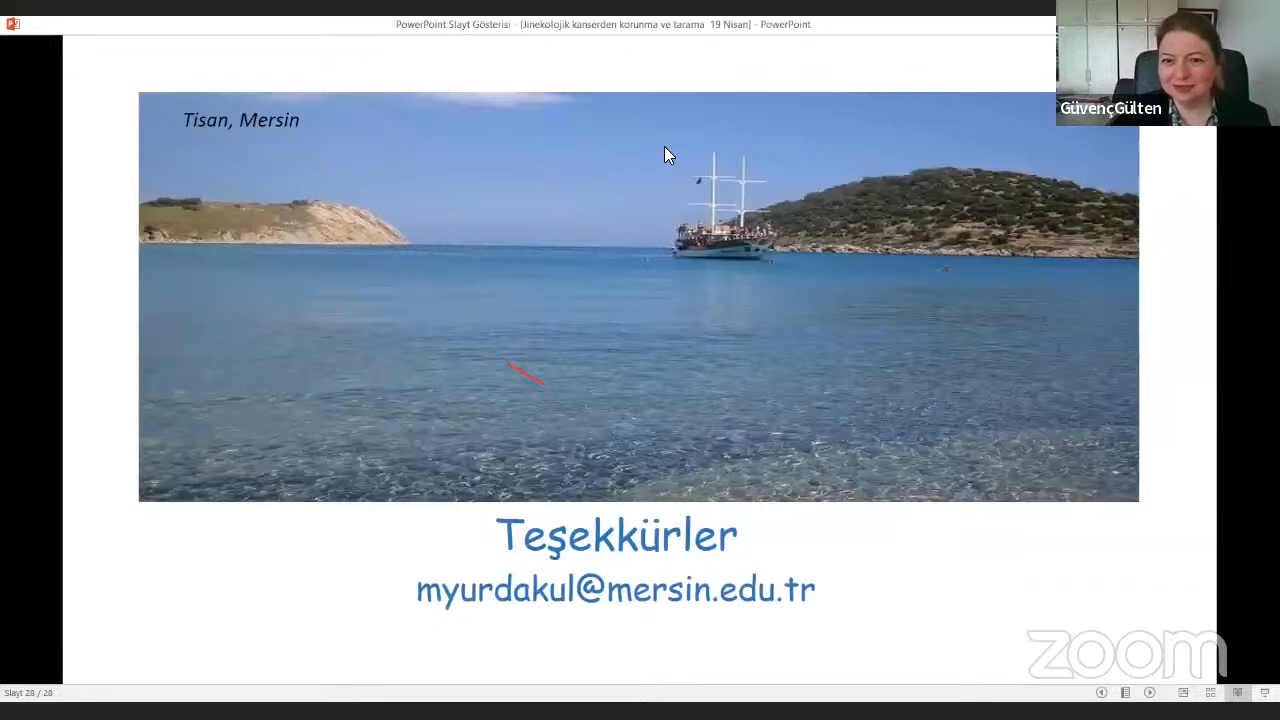 PowerPoint Slayt Gösterisi - [Jinekolojik kanserden korunma ve tarama 19 Nisan] - PowerPoint
GüvençGülten
Tisan, Mersin
Teşekkürler
myurdakul@mersin.edu.tr
zoom
Slayt 28 / 28